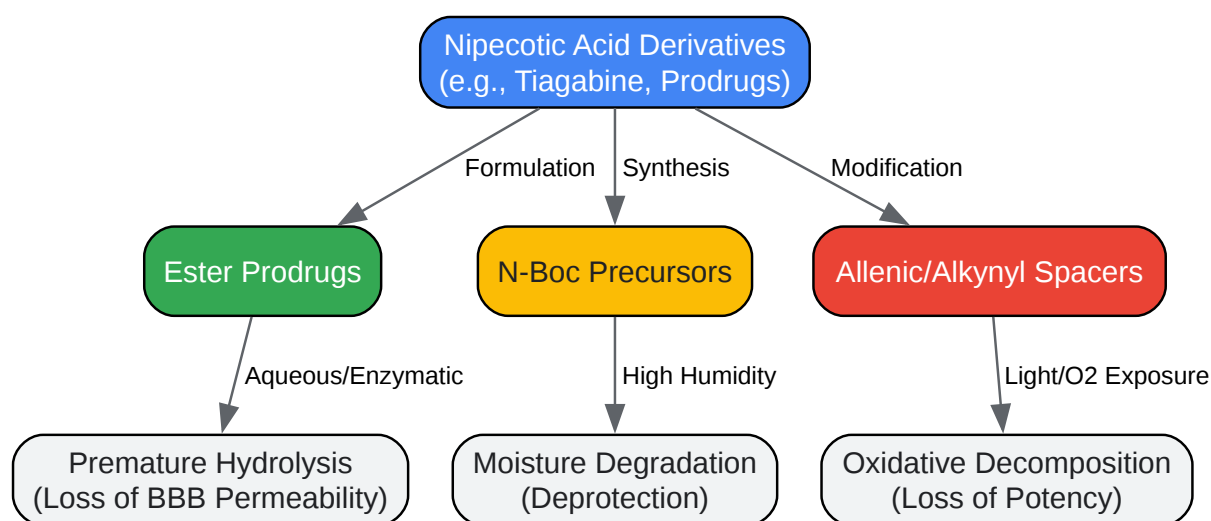 Nipecotic Acid Derivatives
(e.g., Tiagabine, Prodrugs)
Formulation
Synthesis
Modification
Ester Prodrugs
N-Boc Precursors
Allenic/Alkynyl Spacers
Aqueous/Enzymatic
High Humidity
Light/O2 Exposure
Premature Hydrolysis
(Loss of BBB Permeability)
Moisture Degradation
(Deprotection)
Oxidative Decomposition
(Loss of Potency)